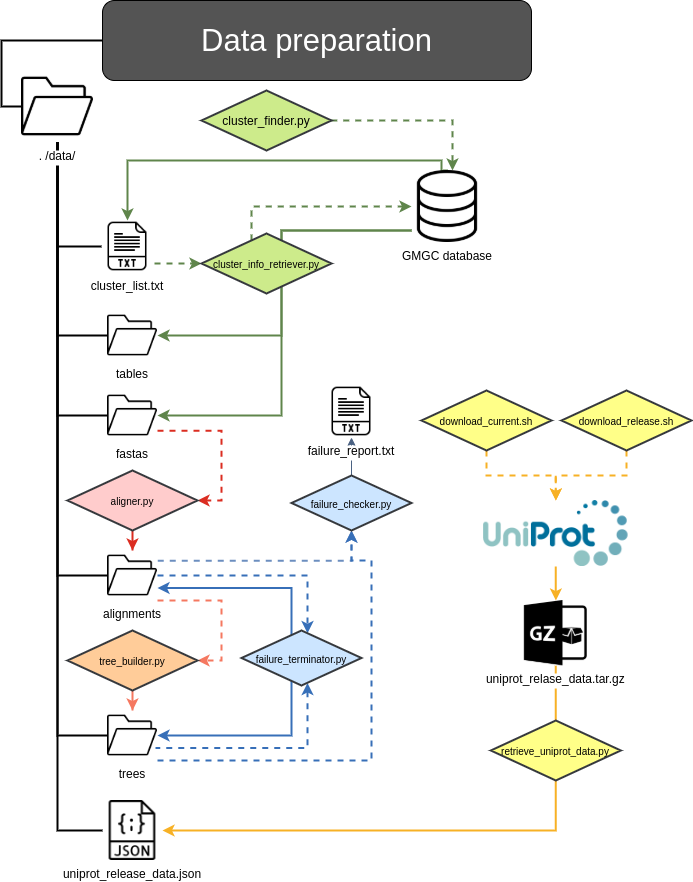 Data preparation
cluster_finder.py
. /data/
GMGC database
TXT
cluster_list.txt
cluster_info_retriever.py
tables
fastas
TXT
failure_report.txt
download_current.sh
download_release.sh
aligner.py
failure_checker.py
UniProt
alignments
GZ
tree_builder.py
failure_terminator.py
uniprot_relase_data.tar.gz
trees
retrieve_uniprot_data.py
{;}
JSON
uniprot_release_data.json